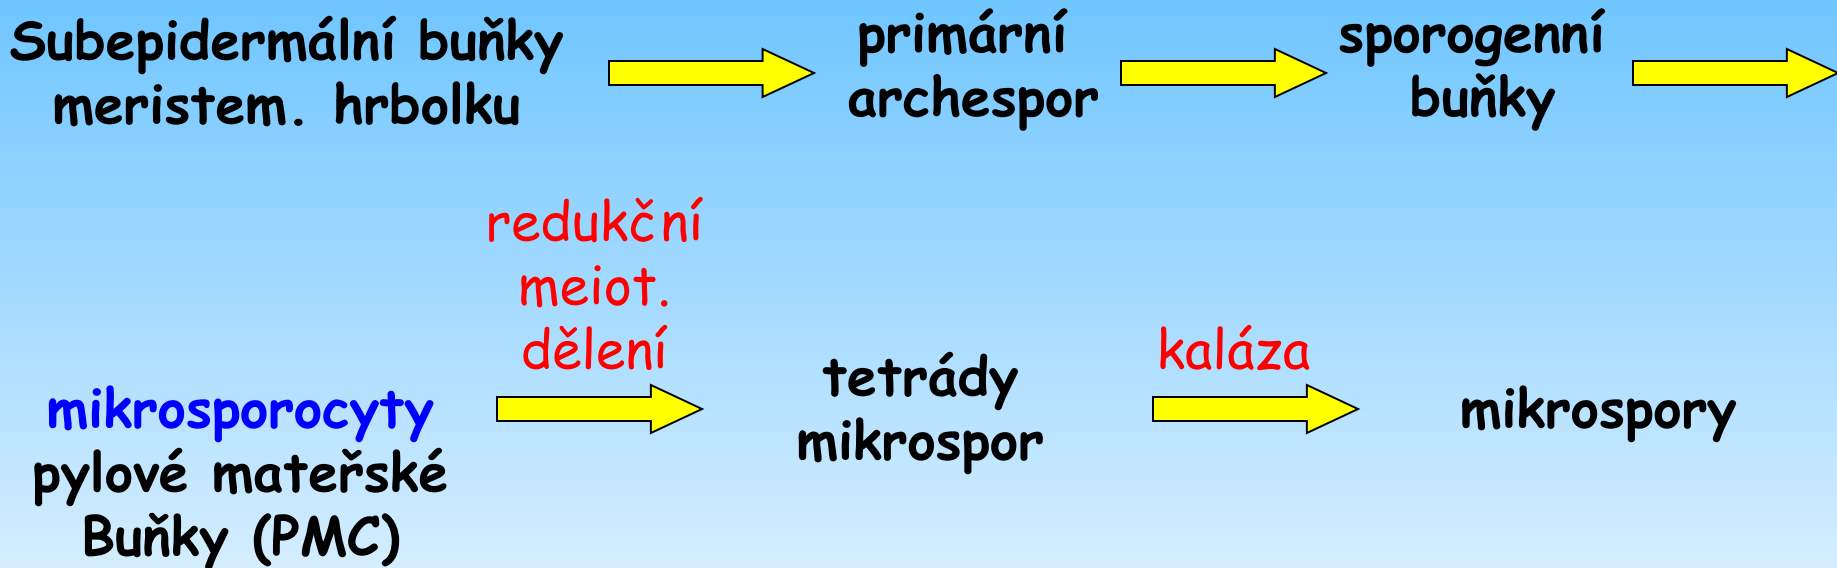 Subepidermální buňky
meristem. hrbolku
primární
archespor
sporogenní
buňky
redukční
meiot.
dělení
mikrosporocyty
pylové mateřské
Buňky (PMC)
tetrády
mikrospor
kaláza
mikrospory